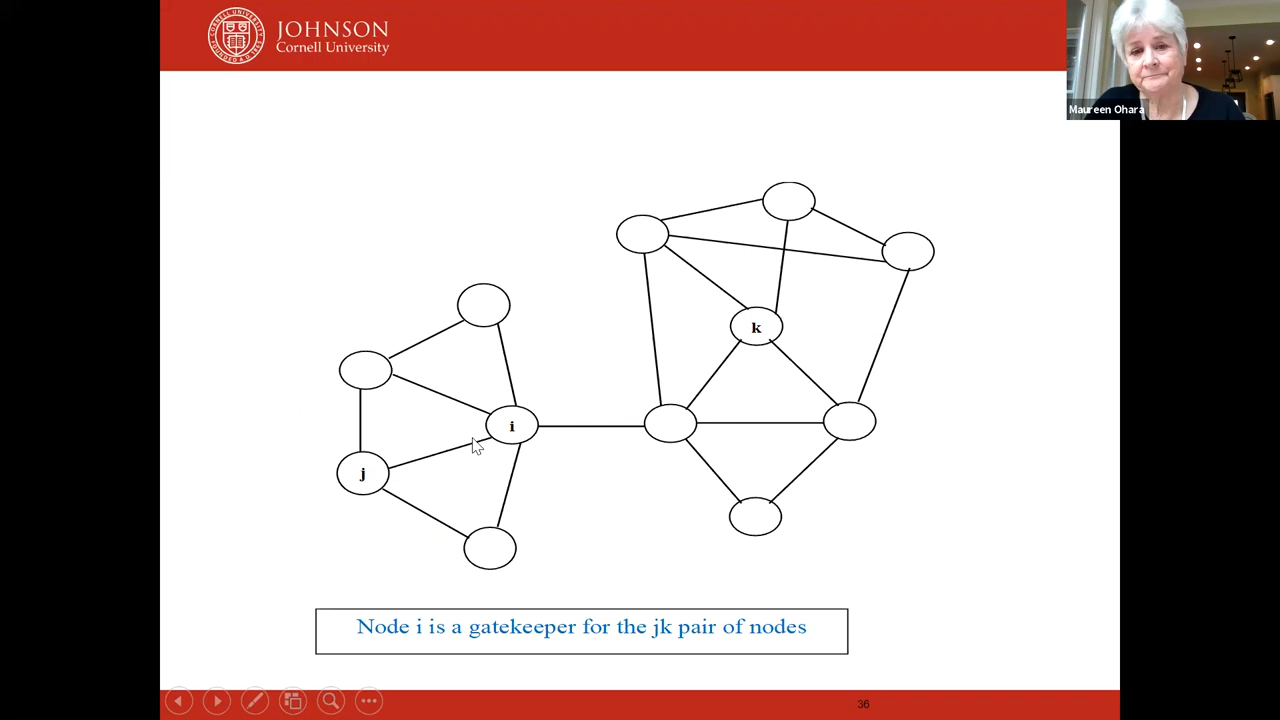 JOHNSON
Cornell University
Maureen Ohara
k
i
j
Node i is a gatekeeper for the jk pair of nodes
36